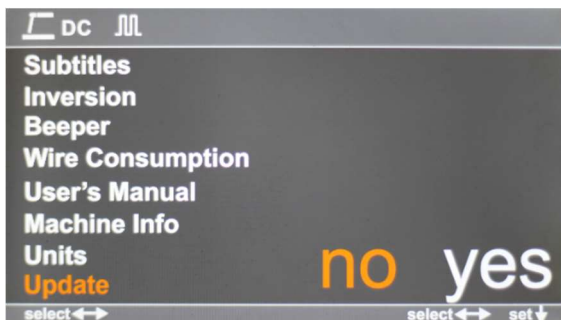 DC
Subtitles
Inversion
Beeper
Wire Consumption
User's Manual
Machine Info
Units
Update no yes
select select set